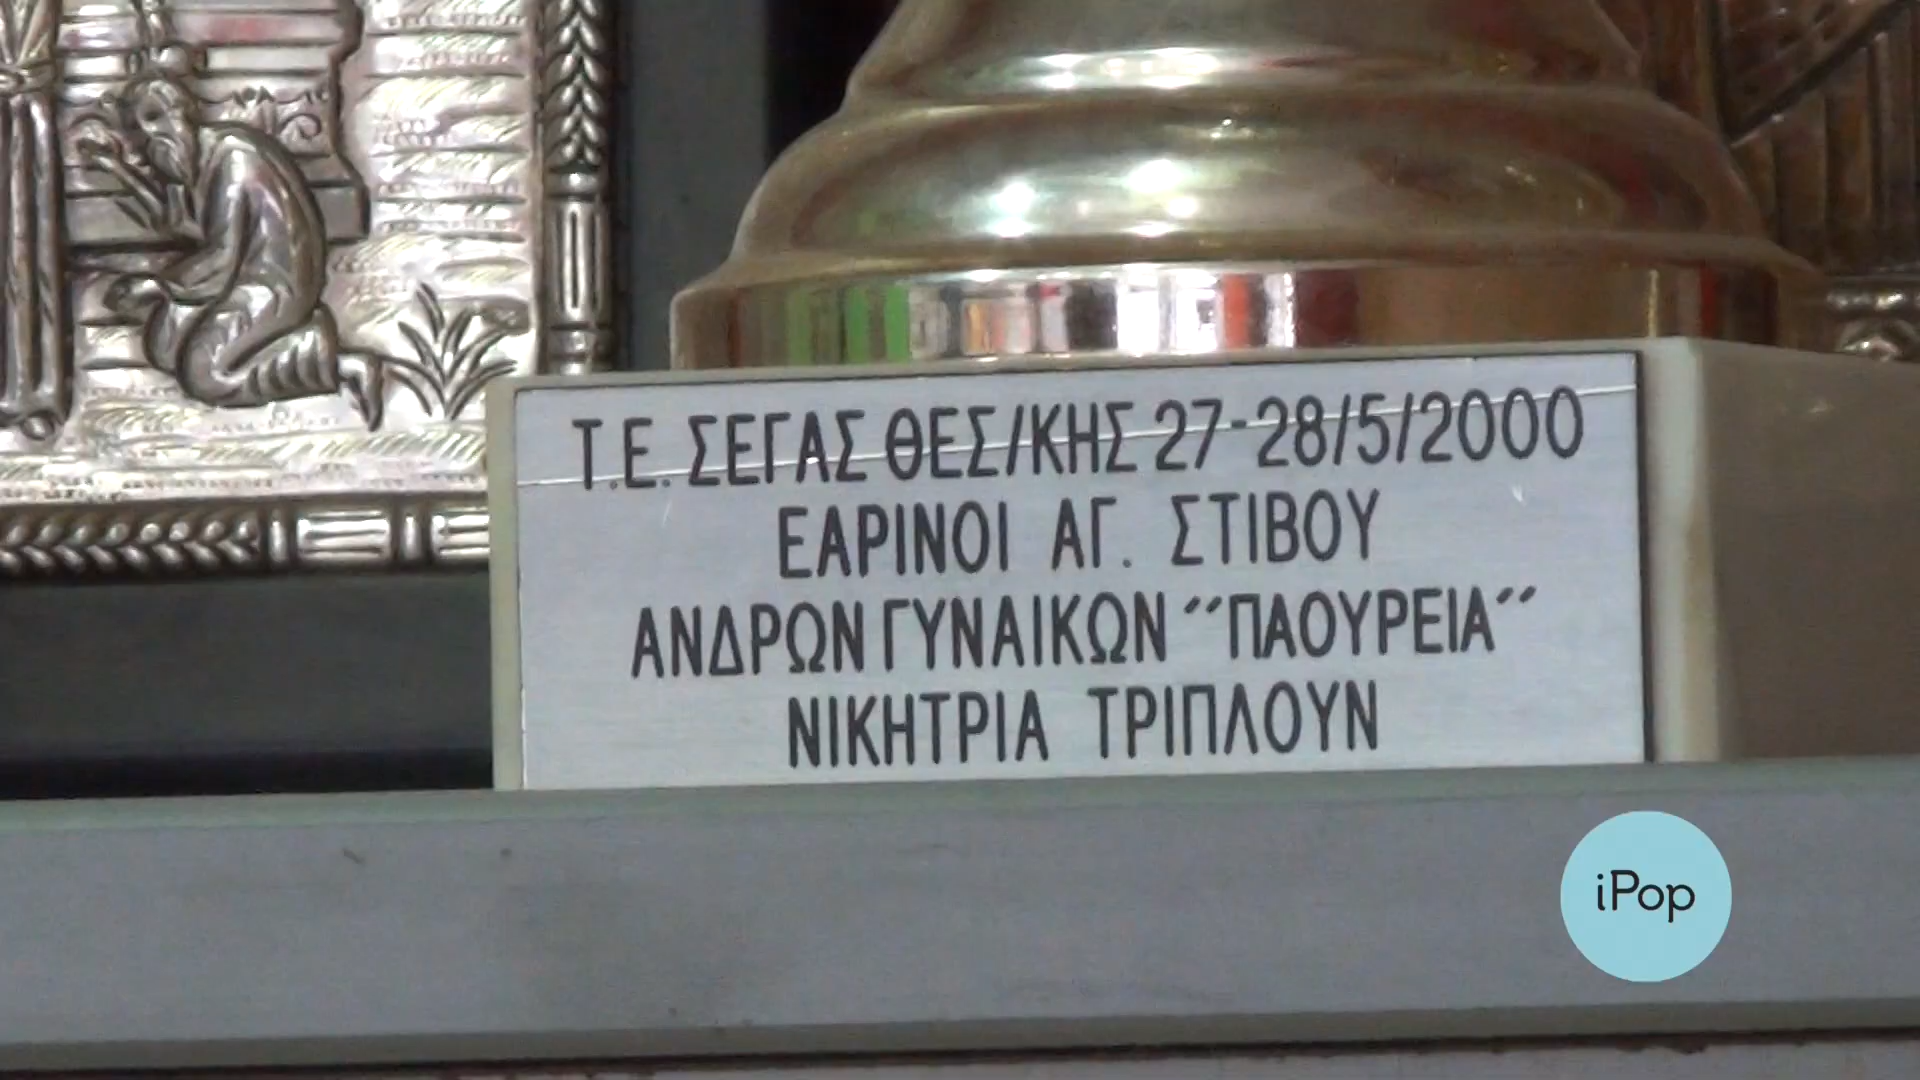 Τ.Ε. ΣΕΓΑΣ ΘΕΣ/ΚΗΣ 27-28/5/2000
ΕΑΡΙΝΟΙ ΑΓ. ΣΤΙΒΟΥ
ΑΝΔΡΩΝ ΓΥΝΑΙΚΩΝ ΄΄ΠΑΟΥΡΕΙΑ΄΄
ΝΙΚΗΤΡΙΑ ΤΡΙΠΛΟΥΝ
iPop